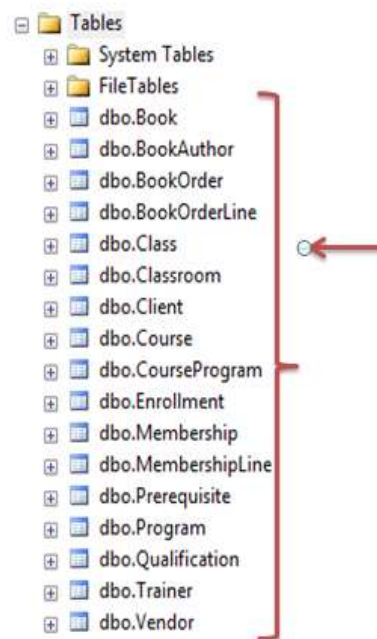 Tables
System Tables
FileTables
dbo.Book
dbo.BookAuthor
dbo.BookOrder
dbo.BookOrderLine
dbo.Class
dbo.Classroom
dbo.Client
dbo.Course
dbo.CourseProgram
dbo.Enrollment
dbo.Membership
dbo.MembershipLine
dbo.Prerequisite
dbo.Program
dbo.Qualification
dbo.Trainer
dbo.Vendor